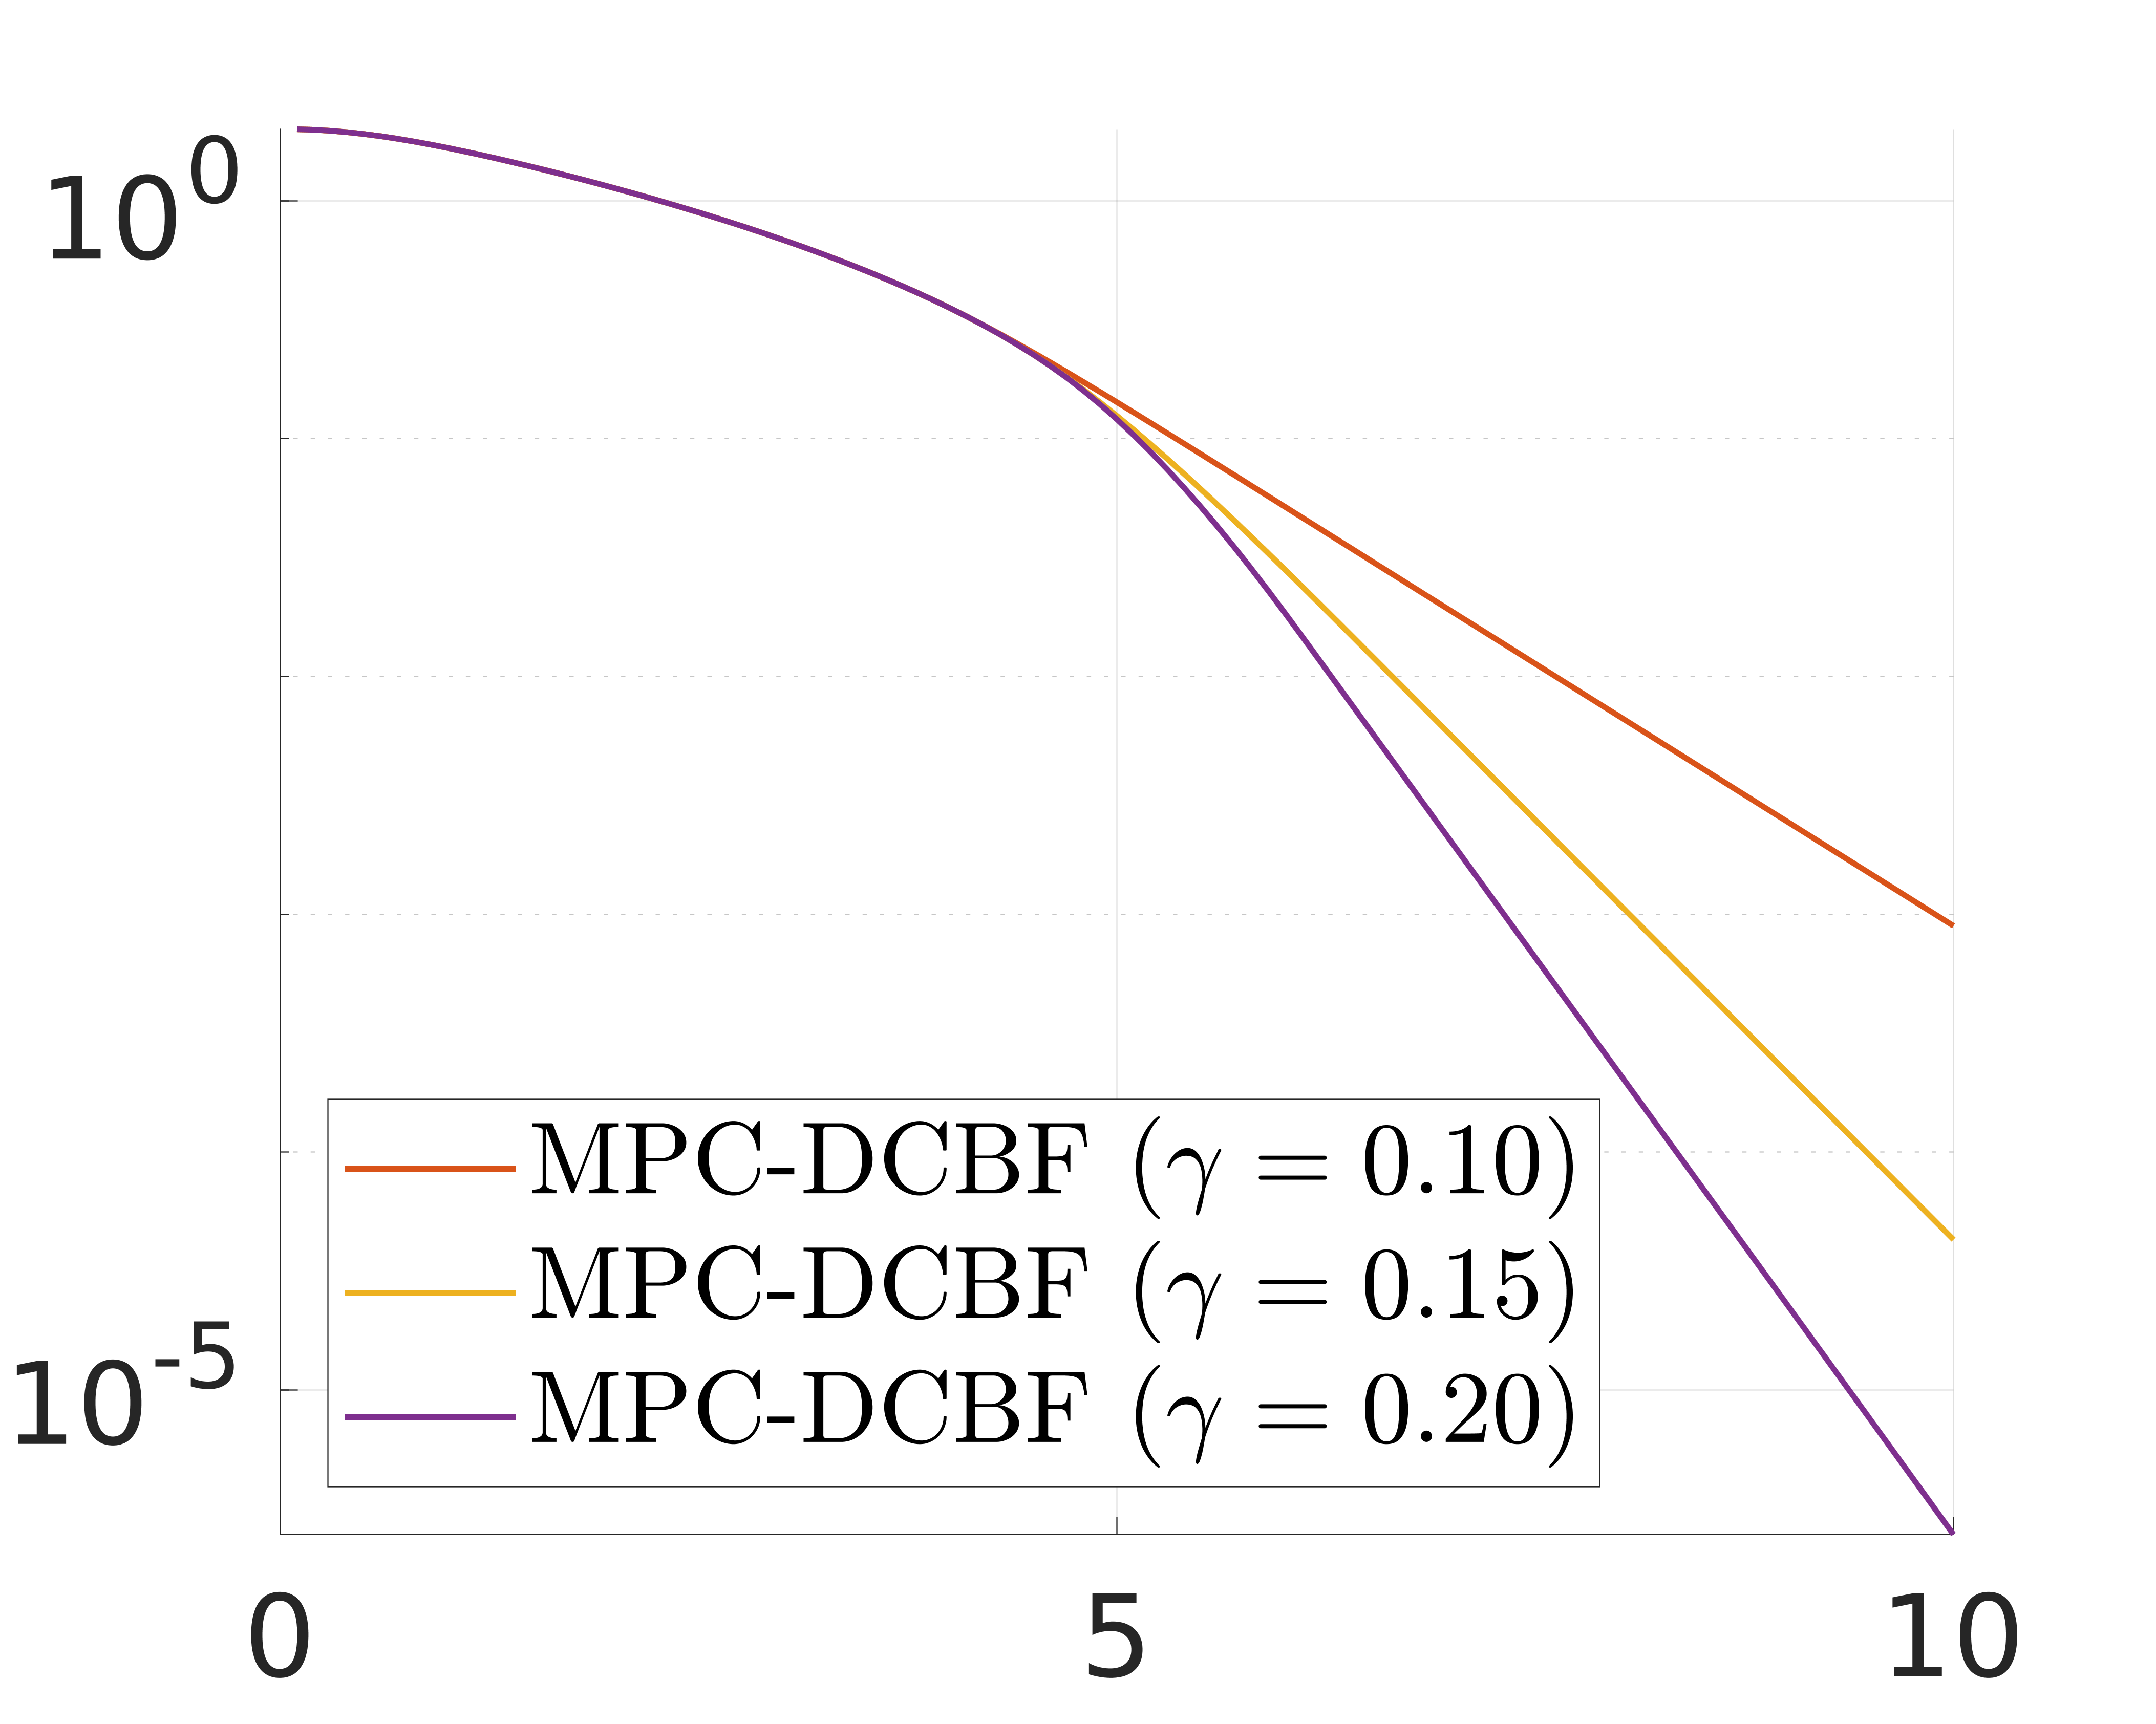 10^0
MPC-DCBF (γ = 0.10)
MPC-DCBF (γ = 0.15)
10^-5
MPC-DCBF (γ = 0.20)
0 5 10